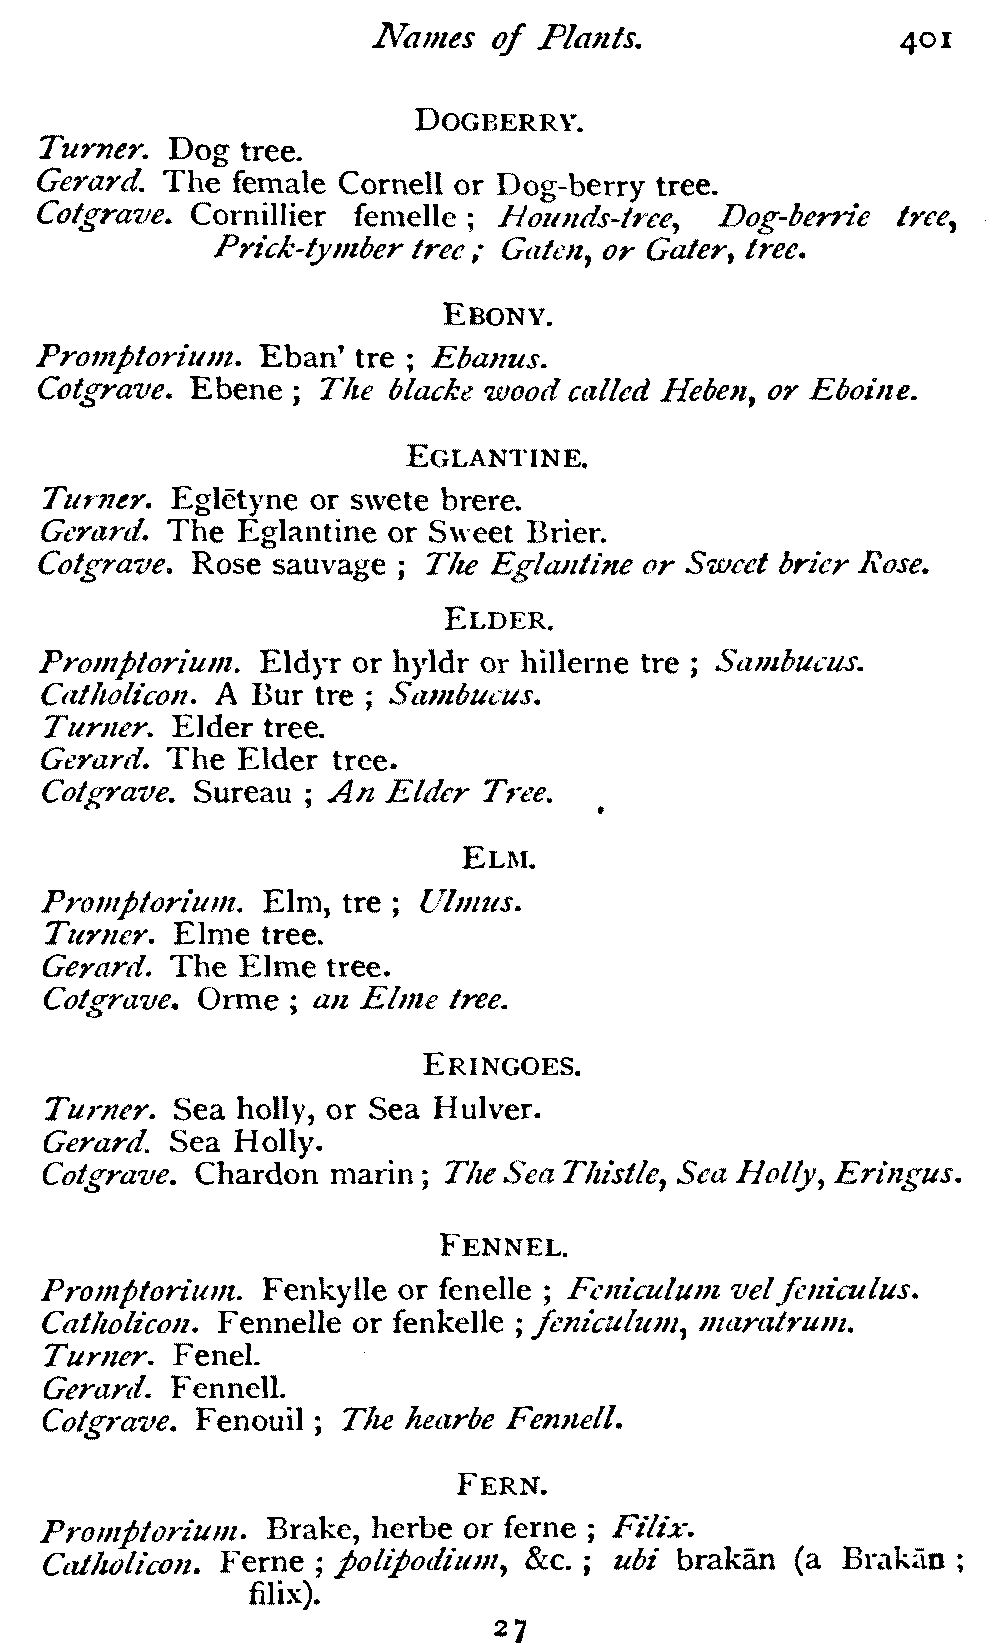 Names of Plants. 401
DOGBERRY.
Turner. Dog tree.
Gerard. The female Cornell or Dog-berry tree.
Cotgrave. Cornillier femelle ; Hounds-tree, Dog-berrie tree,
Prick-tymber tree ; Gaten, or Gater, tree.
EBONY.
Promptorium. Eban' tre ; Ebanus.
Cotgrave. Ebene ; The blacke wood called Heben, or Eboine.
EGLANTINE.
Turner. Eglētyne or swete brere.
Gerard. The Eglantine or Sweet Brier.
Cotgrave. Rose sauvage ; The Eglantine or Sweet brier Rose.
ELDER.
Promptorium. Eldyr or hyldr or hillerne tre ; Sambucus.
Catholicon. A Bur tre ; Sambucus.
Turner. Elder tree.
Gerard. The Elder tree.
Cotgrave. Sureau ; An Elder Tree.
ELM.
Promptorium. Elm, tre ; Ulmus.
Turner. Elme tree.
Gerard. The Elme tree.
Cotgrave. Orme ; an Elme tree.
ERINGOES.
Turner. Sea holly, or Sea Hulver.
Gerard. Sea Holly.
Cotgrave. Chardon marin ; The Sea Thistle, Sea Holly, Eringus.
FENNEL.
Promptorium. Fenkylle or fenelle ; Feniculum vel feniculus.
Catholicon. Fennelle or fenkelle ; feniculum, maratrum.
Turner. Fenel.
Gerard. Fennell.
Cotgrave. Fenouil ; The hearbe Fennell.
FERN.
Promptorium. Brake, herbe or ferne ; Filix.
Catholicon. Ferne ; polipodium, &c. ; ubi brakān (a Brakān ;
filix).
27